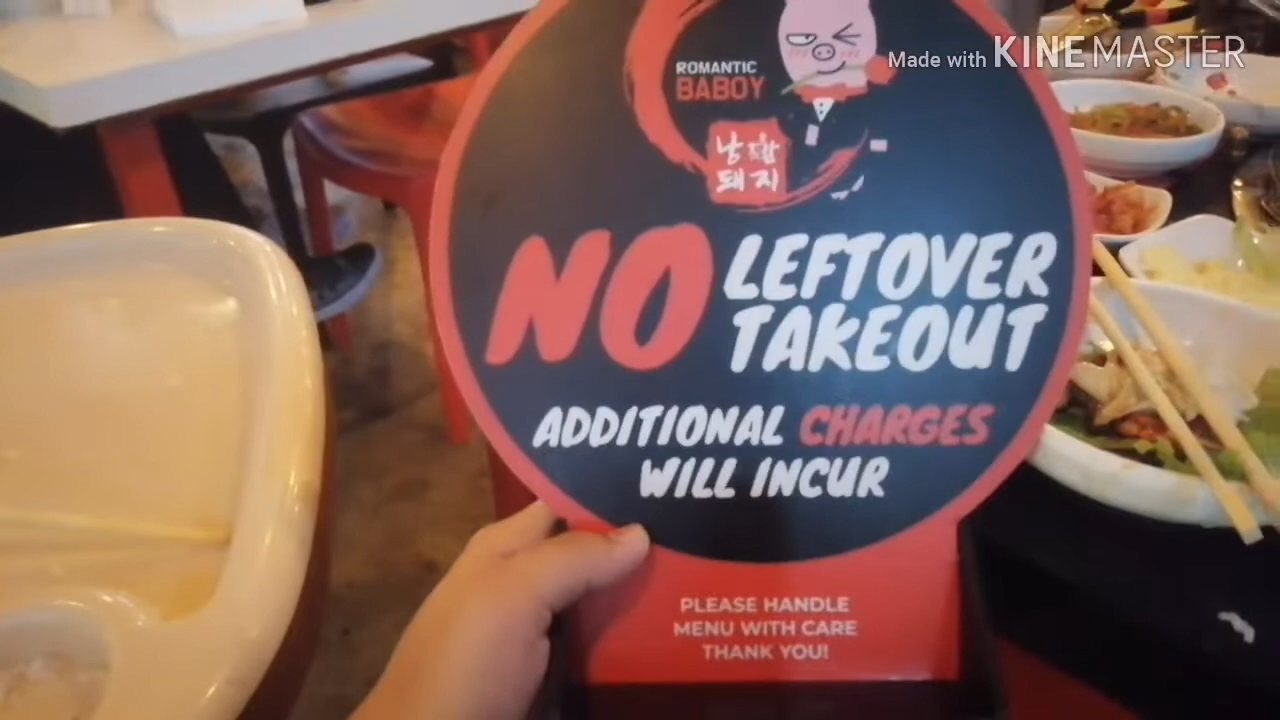 Made with KINEMASTER
ROMANTIC
BABOY
낭만
돼지
NO LEFTOVER
TAKEOUT
ADDITIONAL CHARGES
WILL INCUR
PLEASE HANDLE
MENU WITH CARE
THANK YOU!